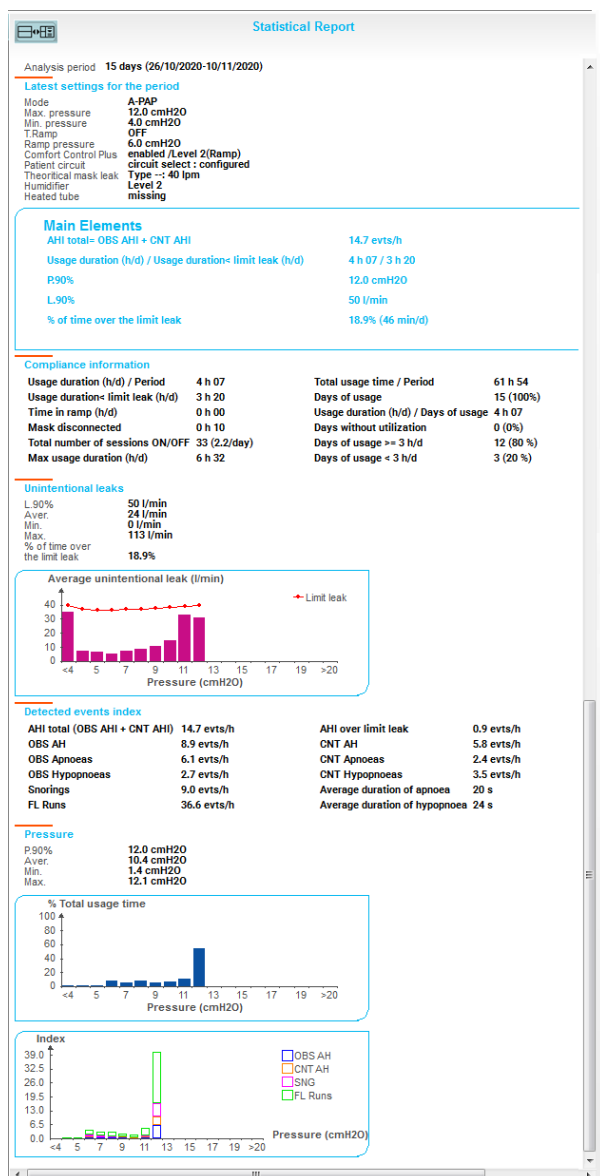 Statistical Report
Analysis period 15 days (26/10/2020-10/11/2020)
Latest settings for the period
Mode A-PAP
Max. pressure 12.0 cmH2O
Min. pressure 4.0 cmH2O
T.Ramp OFF
Ramp pressure 6.0 cmH2O
Comfort Control Plus enabled /Level 2(Ramp)
Patient circuit circuit select : configured
Theoritical mask leak Type --: 40 lpm
Humidifier Level 2
Heated tube missing
Main Elements
AHI total= OBS AHI + CNT AHI 14.7 evts/h
Usage duration (h/d) / Usage duration< limit leak (h/d) 4 h 07 / 3 h 20
P.90% 12.0 cmH2O
L.90% 50 l/min
% of time over the limit leak 18.9% (46 min/d)
Compliance information
Usage duration (h/d) / Period 4 h 07 Total usage time / Period 61 h 54
Usage duration< limit leak (h/d) 3 h 20 Days of usage 15 (100%)
Time in ramp (h/d) 0 h 00 Usage duration (h/d) / Days of usage 4 h 07
Mask disconnected 0 h 10 Days without utilization 0 (0%)
Total number of sessions ON/OFF 33 (2.2/day) Days of usage >= 3 h/d 12 (80 %)
Max usage duration (h/d) 6 h 32 Days of usage < 3 h/d 3 (20 %)
Unintentional leaks
L.90% 50 l/min
Aver. 24 l/min
Min. 0 l/min
Max. 113 l/min
% of time over
the limit leak 18.9%
Average unintentional leak (l/min)
Limit leak
40
30
20
10
0
<4 5 7 9 11 13 15 17 19 >20
Pressure (cmH2O)
Detected events index
AHI total (OBS AHI + CNT AHI) 14.7 evts/h AHI over limit leak 0.9 evts/h
OBS AH 8.9 evts/h CNT AH 5.8 evts/h
OBS Apnoeas 6.1 evts/h CNT Apnoeas 2.4 evts/h
OBS Hypopnoeas 2.7 evts/h CNT Hypopnoeas 3.5 evts/h
Snorings 9.0 evts/h Average duration of apnoea 20 s
FL Runs 36.6 evts/h Average duration of hypopnoea 24 s
Pressure
P.90% 12.0 cmH2O
Aver. 10.4 cmH2O
Min. 1.4 cmH2O
Max. 12.1 cmH2O
% Total usage time
100
80
60
40
20
0
<4 5 7 9 11 13 15 17 19 >20
Pressure (cmH2O)
Index
39.0
32.5
26.0
19.5
13.0
6.5
0.0
OBS AH
CNT AH
SNG
FL Runs
<4 5 7 9 11 13 15 17 19 >20
Pressure (cmH2O)